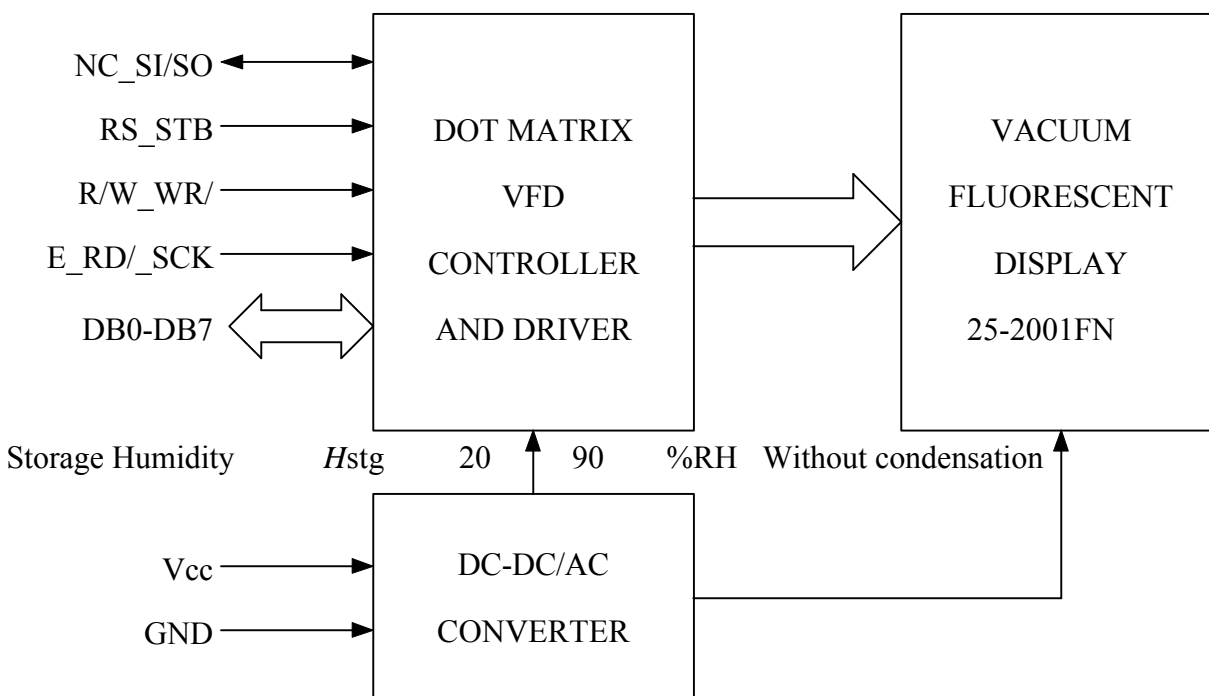 NC_SI/SO
RS_STB
R/W_WR/
E_RD/_SCK
DB0-DB7
DOT MATRIX
VFD
CONTROLLER
AND DRIVER
VACUUM
FLUORESCENT
DISPLAY
25-2001FN
Storage Humidity Hstg 20 90 %RH Without condensation
Vcc
GND
DC-DC/AC
CONVERTER